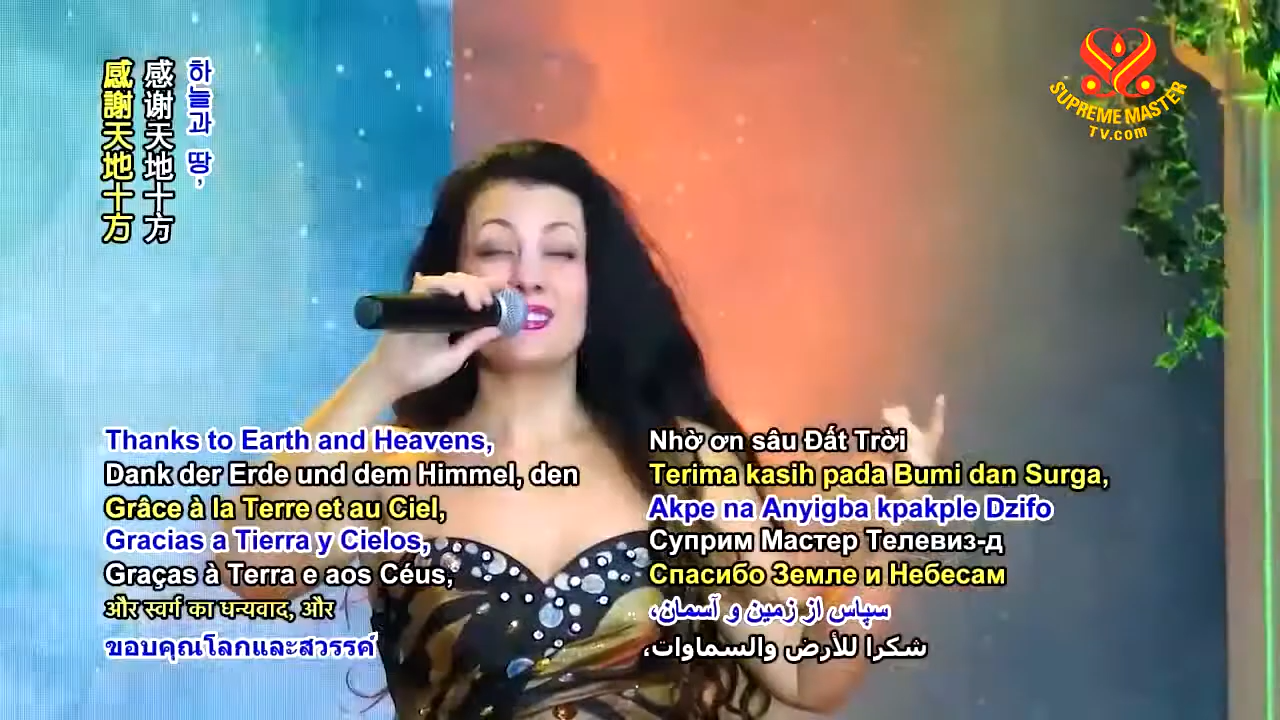 하늘과 땅,
感谢天地十方
感謝天地十方
SUPREME MASTER
TV.com
Thanks to Earth and Heavens,
Dank der Erde und dem Himmel, den
Grâce à la Terre et au Ciel,
Gracias a Tierra y Cielos,
Graças à Terra e aos Céus,
और स्वर्ग का धन्यवाद, और
ขอบคุณโลกและสวรรค์
Nhờ ơn sâu Đất Trời
Terima kasih pada Bumi dan Surga,
Akpe na Anyigba kpakple Dzifo
Суприм Мастер Телевиз-д
Спасибо Земле и Небесам
سپاس از زمین و آسمان،
شكرا للأرض والسماوات،